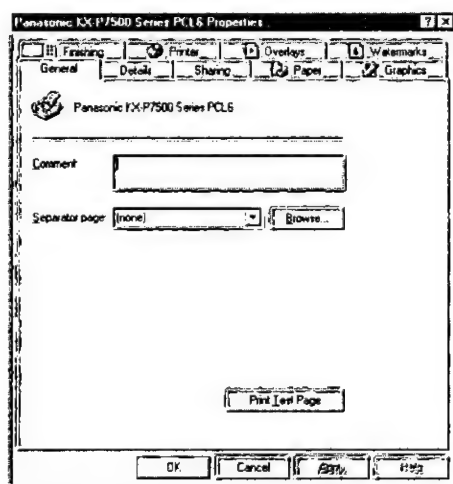 Panasonic KX-P7500 Series PCL6 Properties
Finishing Printer Overlays Watermarks
General Details Sharing Paper Graphics
Panasonic KX-P7500 Series PCL6
Comment
Separator page: (none) Browse...
Print Test Page
OK Cancel Apply Help